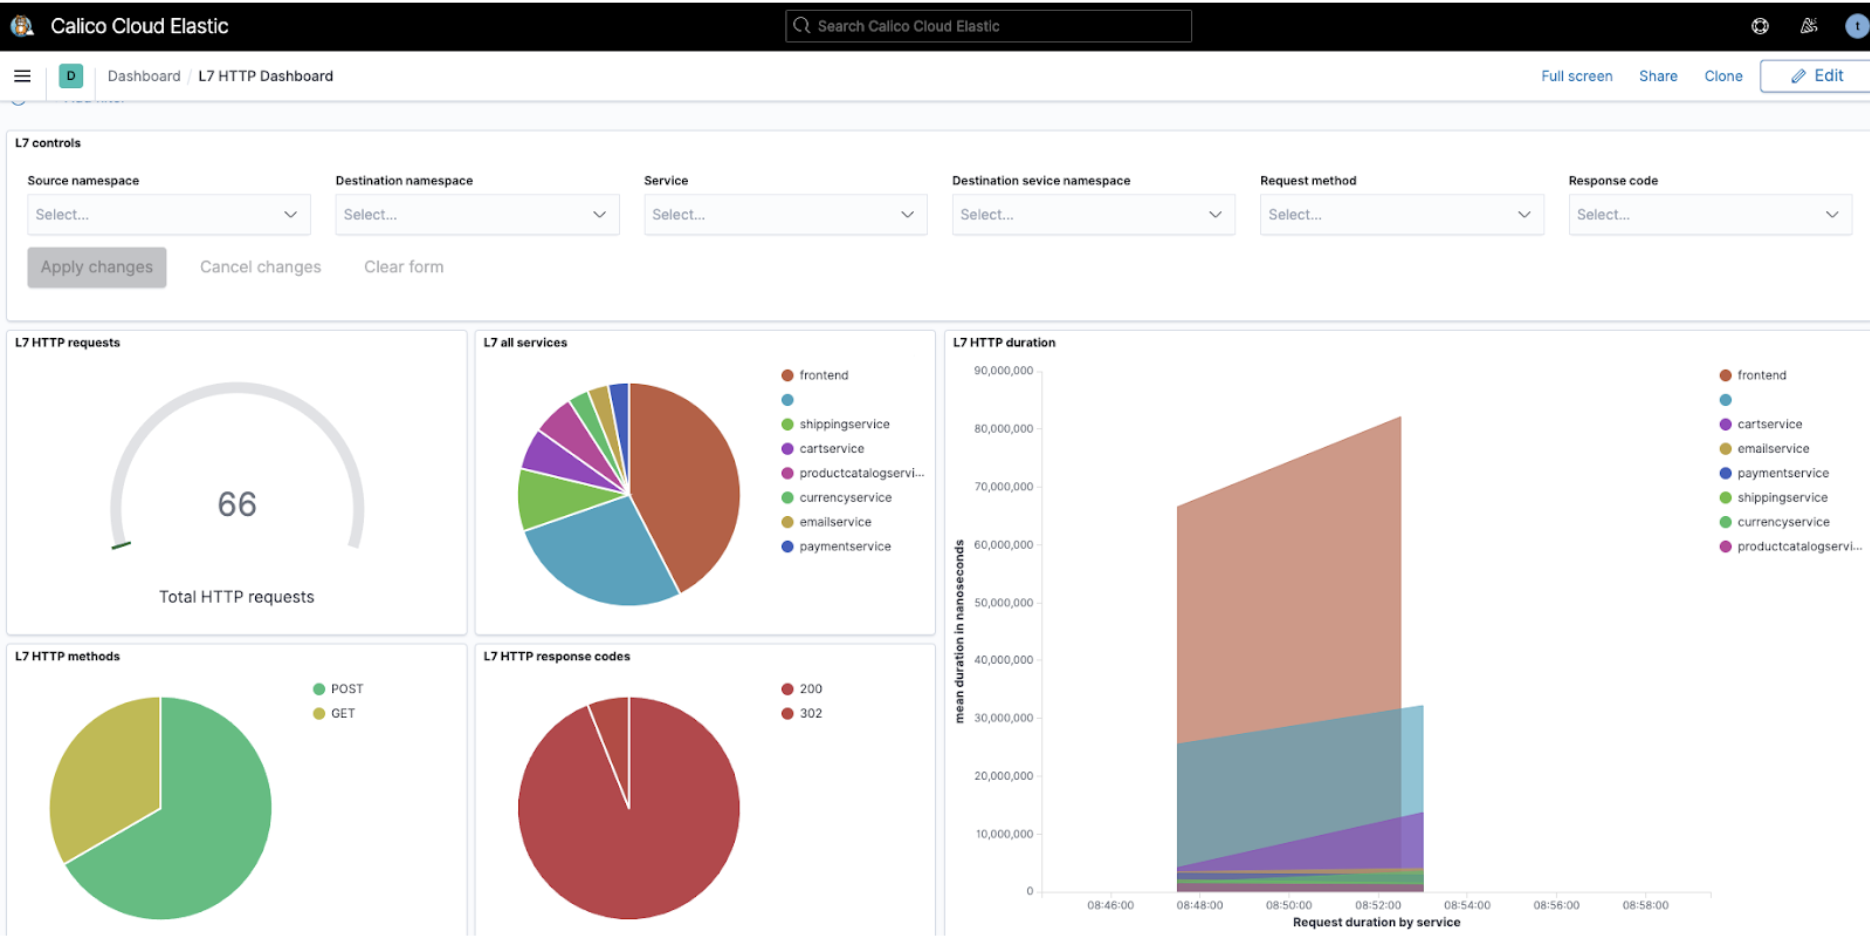 Calico Cloud Elastic
Search Calico Cloud Elastic
t
D
Dashboard / L7 HTTP Dashboard
Full screen
Share
Clone
Edit
L7 controls
Source namespace
Destination namespace
Service
Destination sevice namespace
Request method
Response code
Select...
Select...
Select...
Select...
Select...
Select...
Apply changes
Cancel changes
Clear form
L7 HTTP requests
66
Total HTTP requests
L7 all services
frontend
shippingservice
cartservice
productcatalogservi...
currencyservice
emailservice
paymentservice
L7 HTTP duration
90,000,000
80,000,000
70,000,000
60,000,000
50,000,000
40,000,000
30,000,000
20,000,000
10,000,000
0
mean duration in nanoseconds
08:46:00
08:48:00
08:50:00
08:52:00
08:54:00
08:56:00
08:58:00
Request duration by service
frontend
cartservice
emailservice
paymentservice
shippingservice
currencyservice
productcatalogservi...
L7 HTTP methods
POST
GET
L7 HTTP response codes
200
302